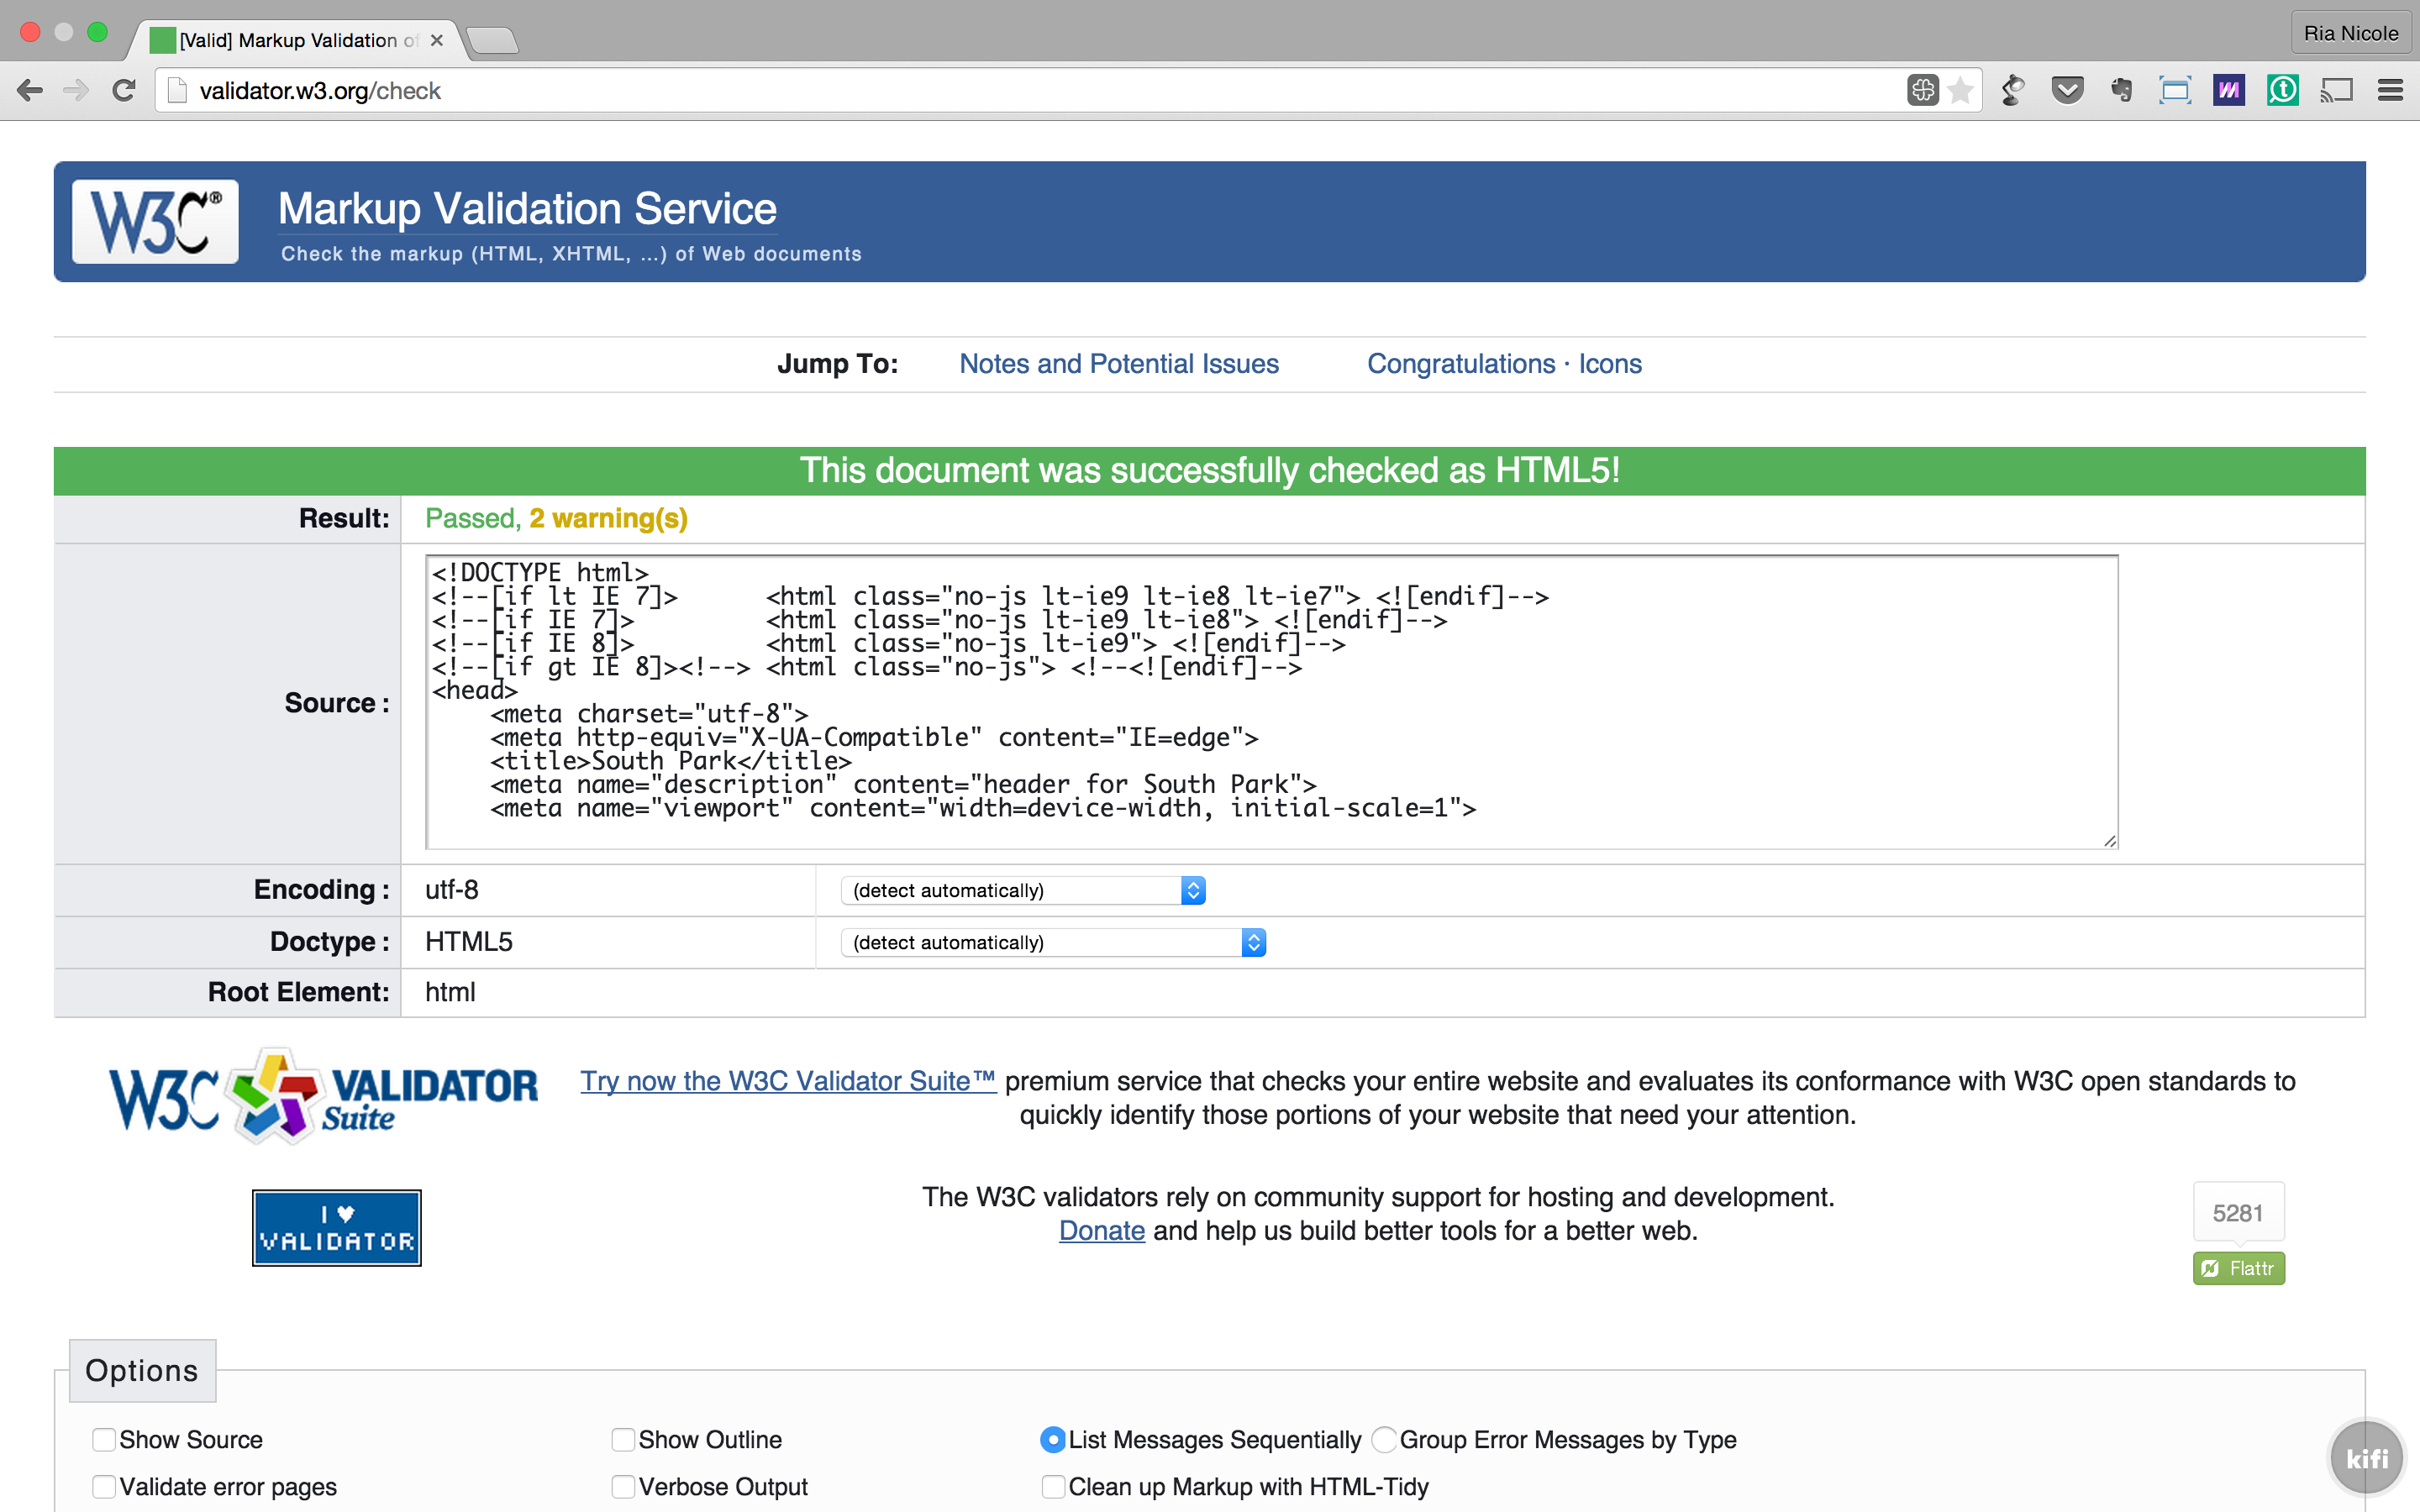 [Valid] Markup Validation of
Ria Nicole
validator.w3.org/check
W3C®
Markup Validation Service
Check the markup (HTML, XHTML, ...) of Web documents
Jump To: Notes and Potential Issues Congratulations · Icons
This document was successfully checked as HTML5!
Result: Passed, 2 warning(s)
Source :
<!DOCTYPE html>
<!--[if lt IE 7]>      <html class="no-js lt-ie9 lt-ie8 lt-ie7"> <![endif]-->
<!--[if IE 7]>         <html class="no-js lt-ie9 lt-ie8"> <![endif]-->
<!--[if IE 8]>         <html class="no-js lt-ie9"> <![endif]-->
<!--[if gt IE 8]><!--> <html class="no-js"> <!--<![endif]-->
<head>
    <meta charset="utf-8">
    <meta http-equiv="X-UA-Compatible" content="IE=edge">
    <title>South Park</title>
    <meta name="description" content="header for South Park">
    <meta name="viewport" content="width=device-width, initial-scale=1">
Encoding : utf-8 (detect automatically)
Doctype : HTML5 (detect automatically)
Root Element: html
W3C VALIDATOR Suite
Try now the W3C Validator Suite™ premium service that checks your entire website and evaluates its conformance with W3C open standards to
quickly identify those portions of your website that need your attention.
I ♥
VALIDATOR
The W3C validators rely on community support for hosting and development.
Donate and help us build better tools for a better web.
5281
Flattr
Options
Show Source Show Outline List Messages Sequentially Group Error Messages by Type
Validate error pages Verbose Output Clean up Markup with HTML-Tidy
kifi